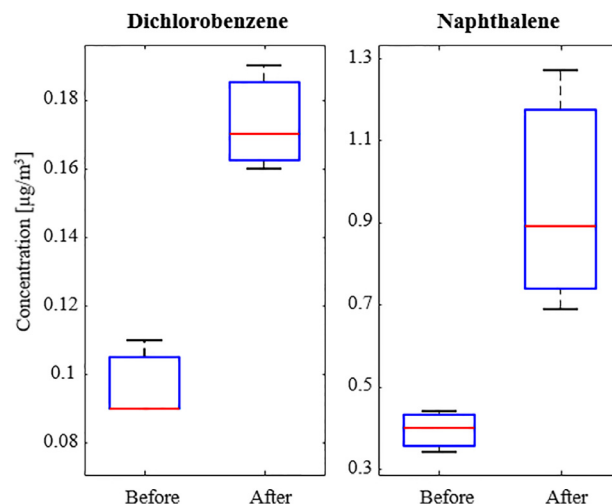 Dichlorobenzene
Naphthalene
Concentration [µg/m³]
0.18
0.16
0.14
0.12
0.1
0.08
Before
After
1.3
1.1
0.9
0.7
0.5
0.3
Before
After